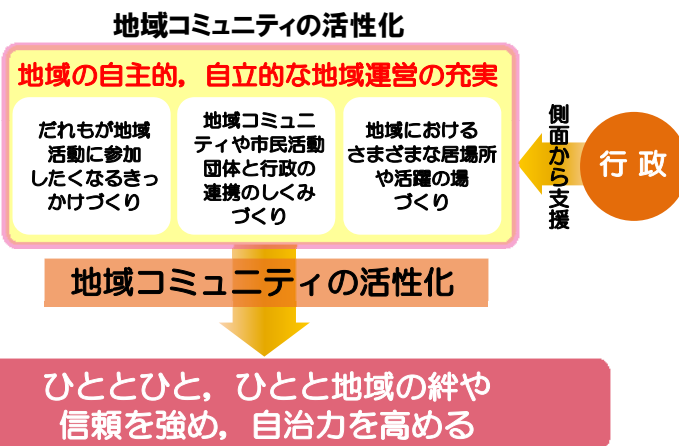 地域コミュニティの活性化
地域の自主的，自立的な地域運営の充実
だれもが地域
活動に参加
したくなるきっ
かけづくり
地域コミュニ
ティや市民活動
団体と行政の
連携のしくみ
づくり
地域における
さまざまな居場所
や活躍の場
づくり
側面から支援
行政
地域コミュニティの活性化
ひととひと，ひとと地域の絆や
信頼を強め，自治力を高める